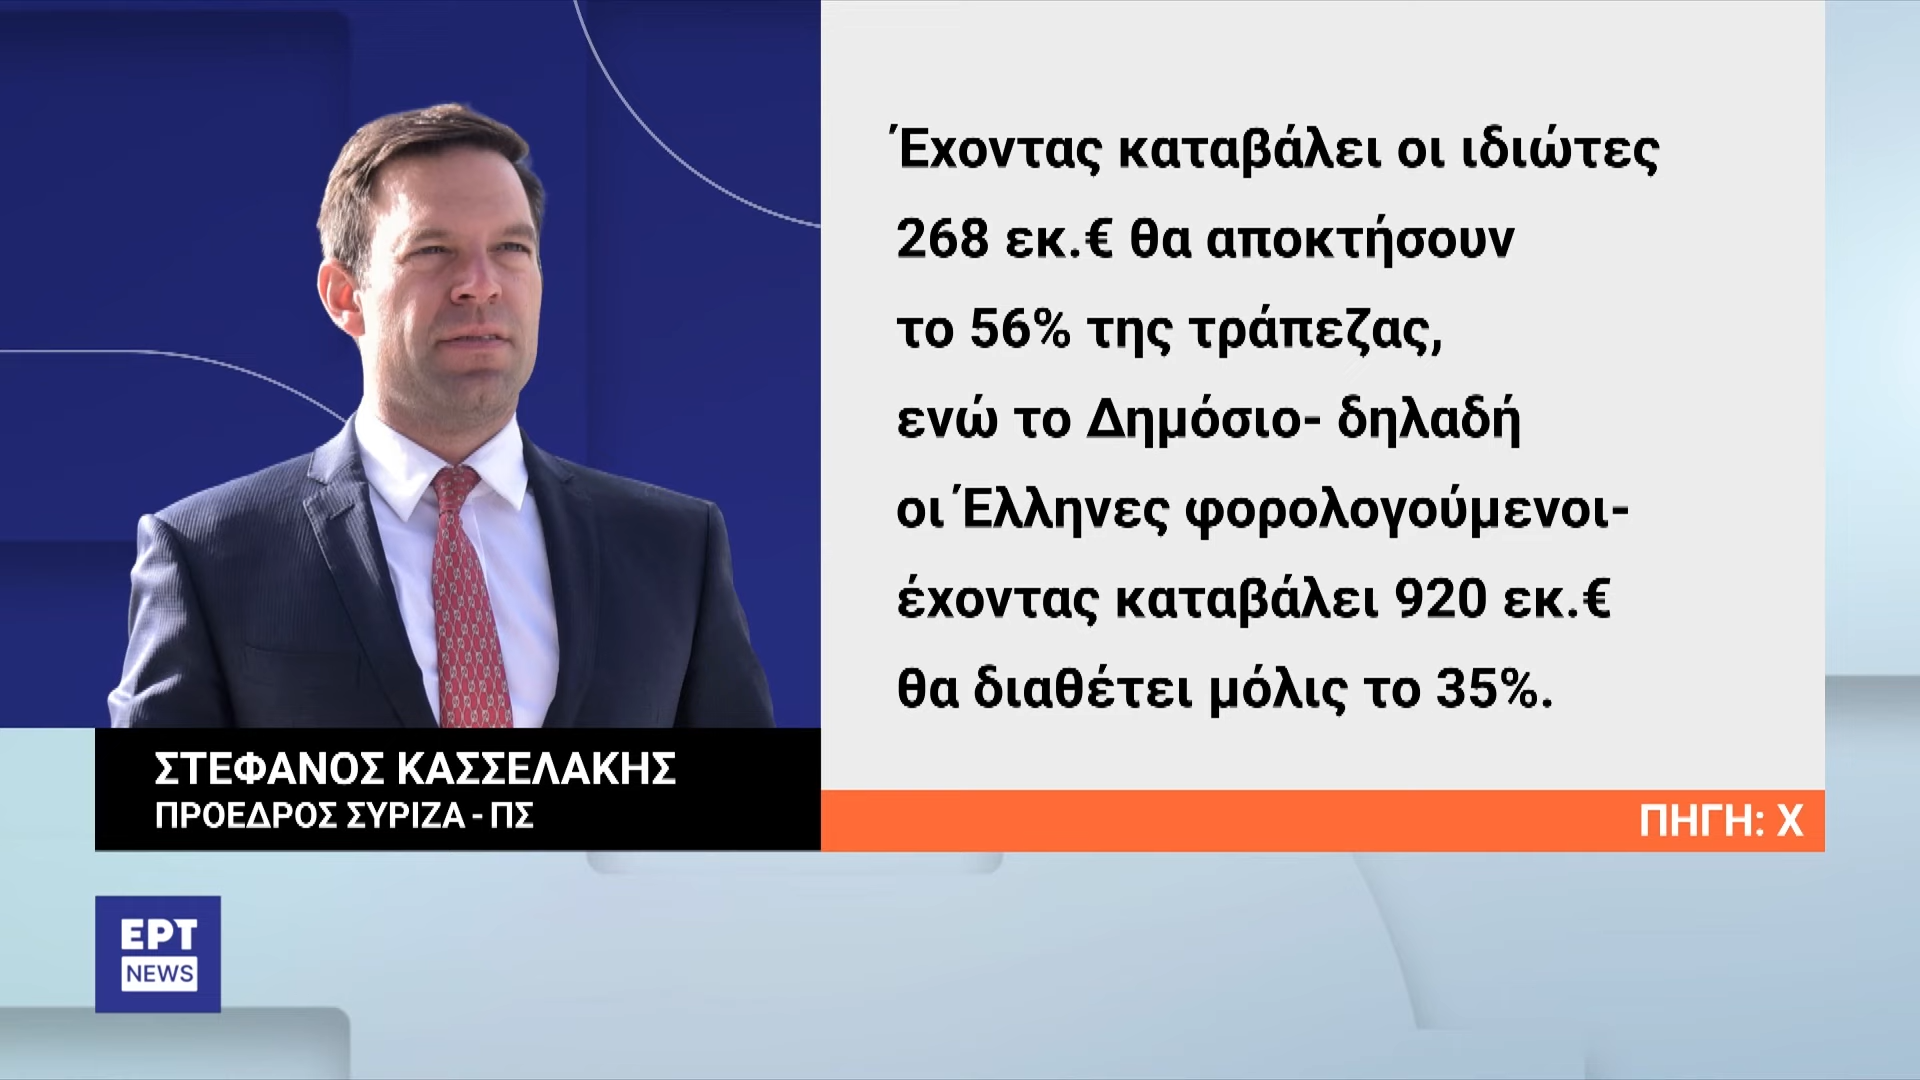 Έχοντας καταβάλει οι ιδιώτες
268 εκ.€ θα αποκτήσουν
το 56% της τράπεζας,
ενώ το Δημόσιο- δηλαδή
οι Έλληνες φορολογούμενοι-
έχοντας καταβάλει 920 εκ.€
θα διαθέτει μόλις το 35%.
ΣΤΕΦΑΝΟΣ ΚΑΣΣΕΛΑΚΗΣ
ΠΡΟΕΔΡΟΣ ΣΥΡΙΖΑ - ΠΣ
ΠΗΓΗ: Χ
ΕΡΤ
NEWS